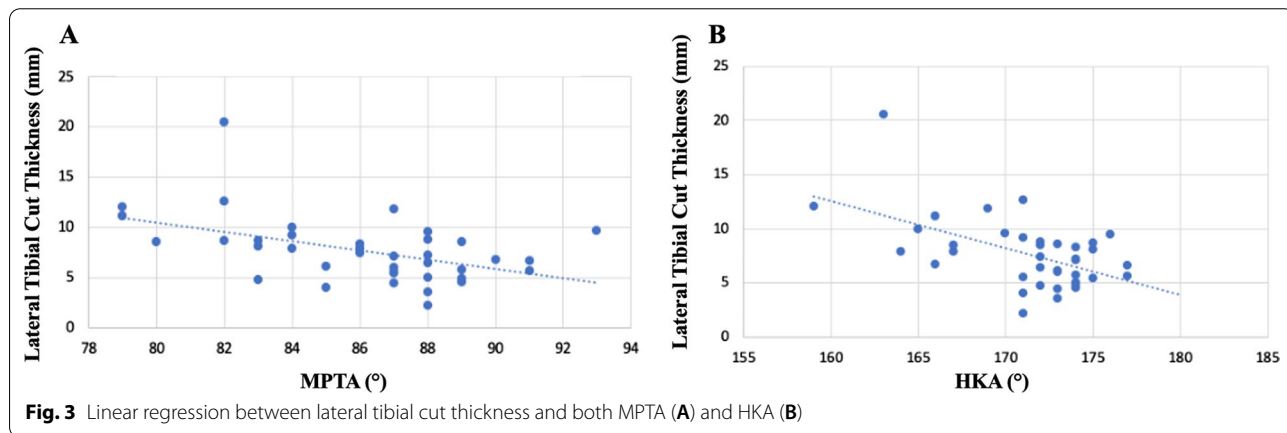 A
Lateral Tibial Cut Thickness (mm)
25
20
15
10
5
0
78 80 82 84 86 88 90 92 94
MPTA (°)
B
Lateral Tibial Cut Thickness (mm)
25
20
15
10
5
0
155 160 165 170 175 180 185
HKA (°)
Fig. 3 Linear regression between lateral tibial cut thickness and both MPTA (A) and HKA (B)